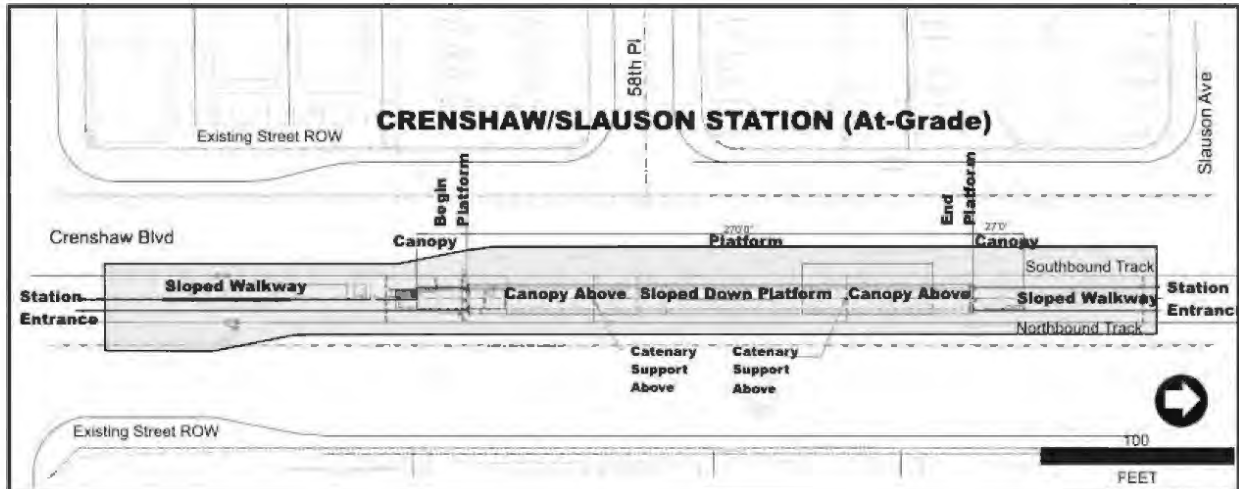 58th Pl
Slauson Ave
CRENSHAW/SLAUSON STATION (At-Grade)
Existing Street ROW
Begin
Platform
End
Platform
Crenshaw Blvd
270'0"
27'0"
Canopy
Platform
Canopy
Southbound Track
Station
Entrance
Sloped Walkway
Canopy Above
Sloped Down Platform
Canopy Above
Sloped Walkway
Station
Entranc
Northbound Track
Catenary
Support
Above
Catenary
Support
Above
Existing Street ROW
100
FEET